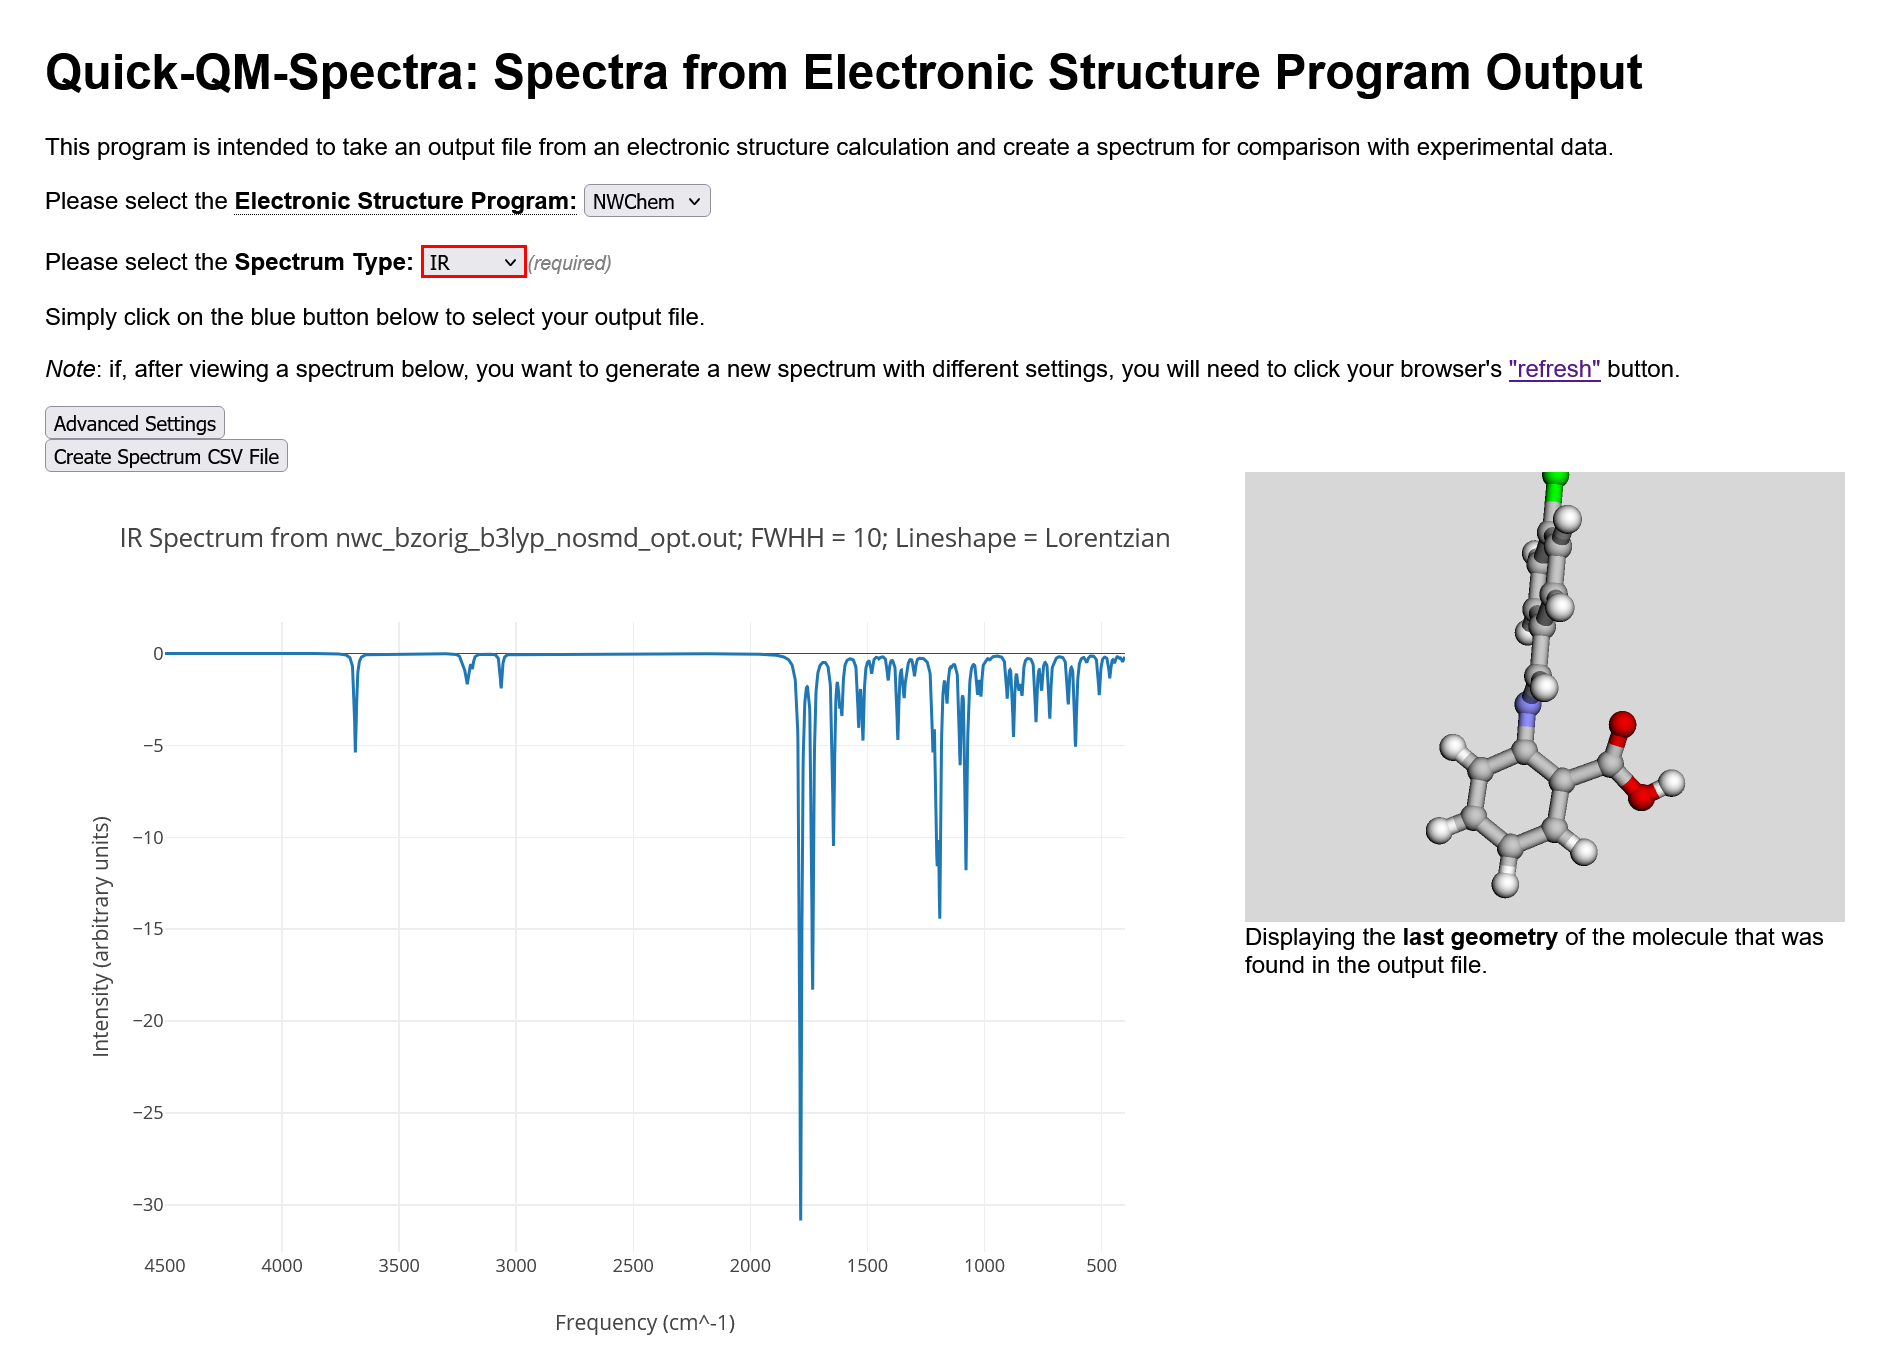 Quick-QM-Spectra: Spectra from Electronic Structure Program Output
This program is intended to take an output file from an electronic structure calculation and create a spectrum for comparison with experimental data.
Please select the Electronic Structure Program: NWChem
Please select the Spectrum Type: IR (required)
Simply click on the blue button below to select your output file.
Note: if, after viewing a spectrum below, you want to generate a new spectrum with different settings, you will need to click your browser's "refresh" button.
Advanced Settings
Create Spectrum CSV File
IR Spectrum from nwc_bzorig_b3lyp_nosmd_opt.out; FWHH = 10; Lineshape = Lorentzian
0
−5
−10
−15
−20
−25
−30
Intensity (arbitrary units)
4500 4000 3500 3000 2500 2000 1500 1000 500
Frequency (cm^-1)
Displaying the last geometry of the molecule that was
found in the output file.